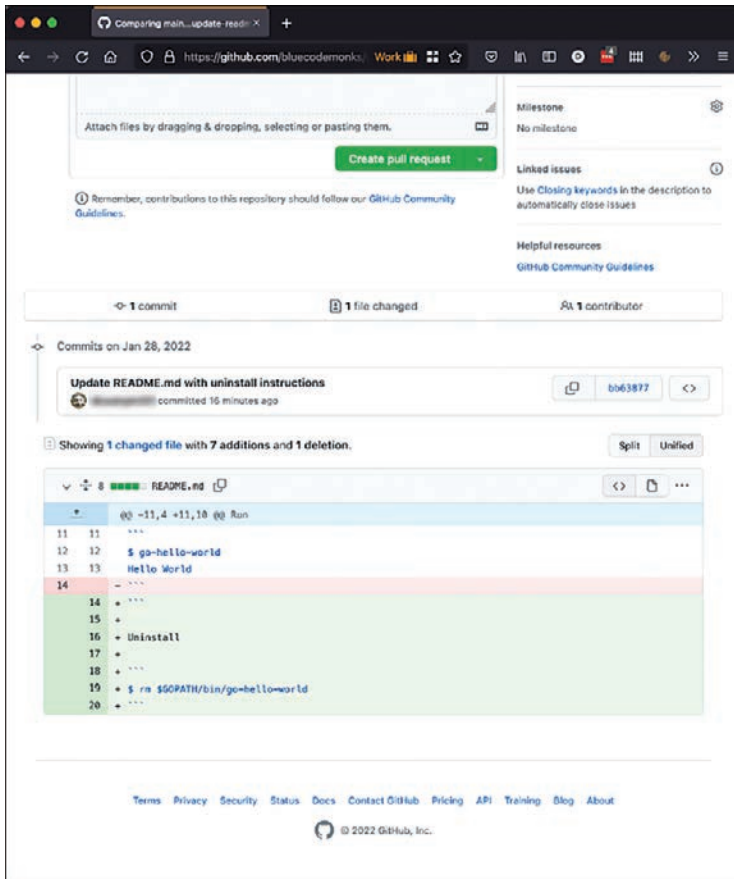 Comparing main...update-readm
https://github.com/bluecodemonks/ Work
Attach files by dragging & dropping, selecting or pasting them.
Create pull request
Remember, contributions to this repository should follow our GitHub Community
Guidelines.
Milestone
No milestone
Linked issues
Use Closing keywords in the description to
automatically close issues
Helpful resources
GitHub Community Guidelines
1 commit 1 file changed 1 contributor
Commits on Jan 28, 2022
Update README.md with uninstall instructions
committed 16 minutes ago
bb63877
Showing 1 changed file with 7 additions and 1 deletion.
Split Unified
8 README.md
@@ -11,4 +11,10 @@ Run
11 11 ```
12 12 $ go-hello-world
13 13 Hello World
14 - ```
14 + ```
15 +
16 + Uninstall
17 +
18 + ```
19 + $ rm $GOPATH/bin/go-hello-world
20 + ```
Terms Privacy Security Status Docs Contact GitHub Pricing API Training Blog About
© 2022 GitHub, Inc.